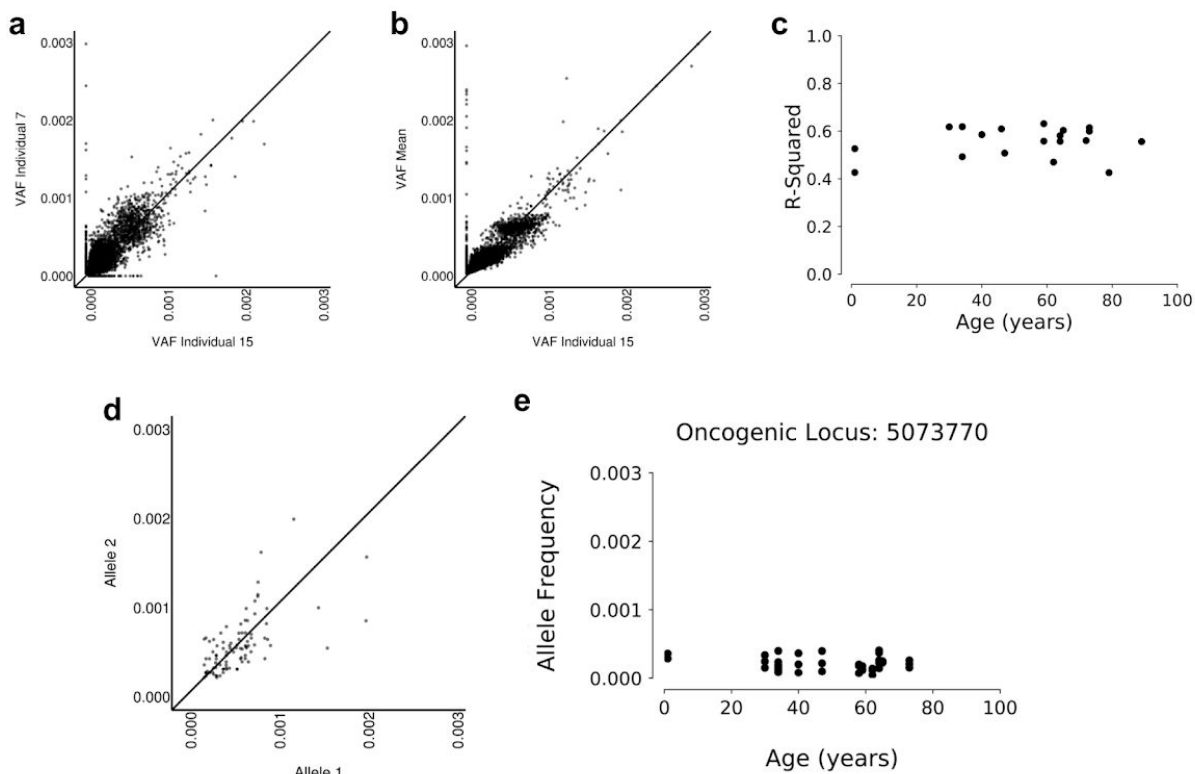 a
0.003
0.002
0.001
0.000
VAF Individual 7
0.000
0.001
0.002
0.003
VAF Individual 15
b
0.003
0.002
0.001
0.000
VAF Mean
0.000
0.001
0.002
0.003
VAF Individual 15
c
1.0
0.8
0.6
0.4
0.2
0.0
R-Squared
0
20
40
60
80
100
Age (years)
d
0.003
0.002
0.001
0.000
Allele 2
0.000
0.001
0.002
0.003
Allele 1
e
Oncogenic Locus: 5073770
0.003
0.002
0.001
0.000
Allele Frequency
0
20
40
60
80
100
Age (years)